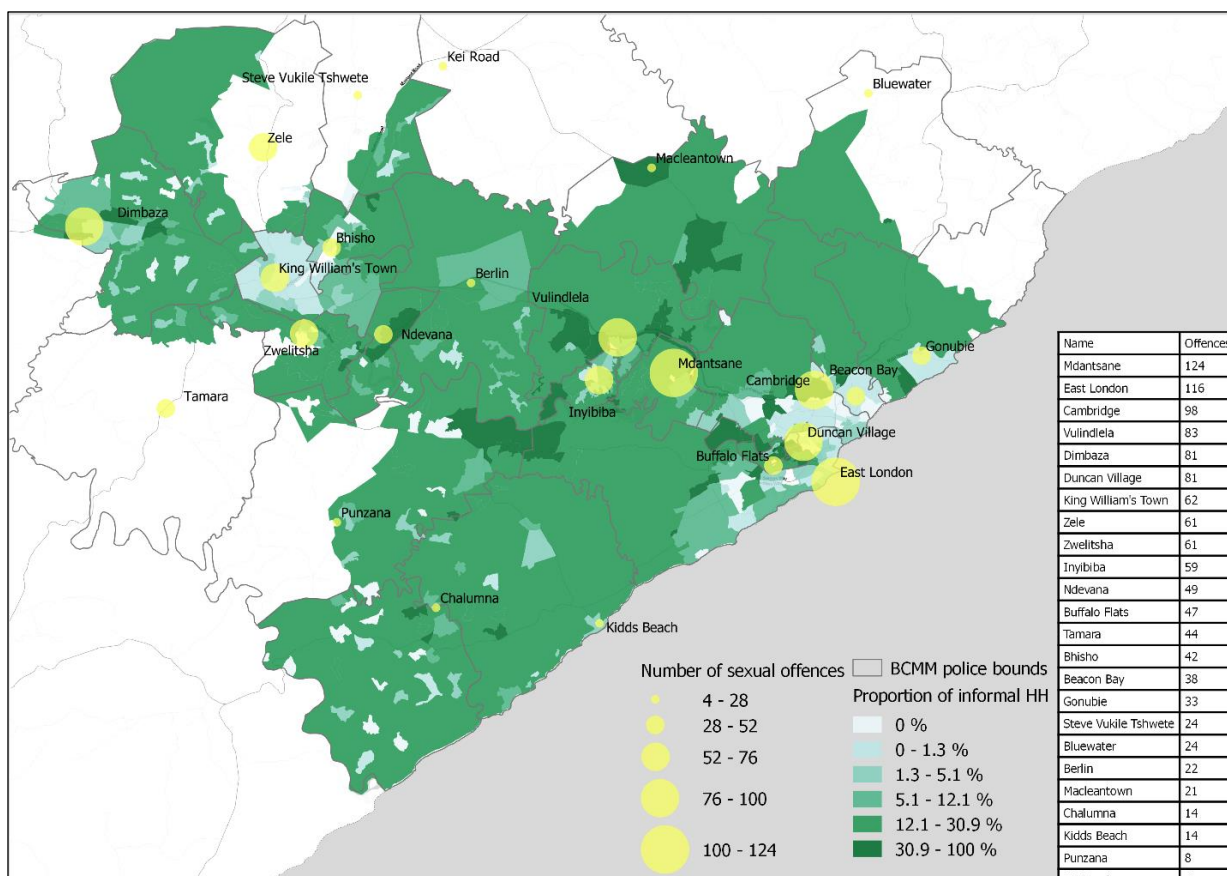 Kei Road
Steve Vukile Tshwete
Bluewater
Zele
Macleantown
Dimbaza
Bhisho
King William's Town
Berlin
Vulindlela
Ndevana
Zwelitsha
Gonubie
Mdantsane
Beacon Bay
Cambridge
Tamara
Inyibiba
Duncan Village
Buffalo Flats
East London
Punzana
Chalumna
Kidds Beach
Number of sexual offences
4 - 28
28 - 52
52 - 76
76 - 100
100 - 124
BCMM police bounds
Proportion of informal HH
0 %
0 - 1.3 %
1.3 - 5.1 %
5.1 - 12.1 %
12.1 - 30.9 %
30.9 - 100 %
Name Offences
Mdantsane 124
East London 116
Cambridge 98
Vulindlela 83
Dimbaza 81
Duncan Village 81
King William's Town 62
Zele 61
Zwelitsha 61
Inyibiba 59
Ndevana 49
Buffalo Flats 47
Tamara 44
Bhisho 42
Beacon Bay 38
Gonubie 33
Steve Vukile Tshwete 24
Bluewater 24
Berlin 22
Macleantown 21
Chalumna 14
Kidds Beach 14
Punzana 8